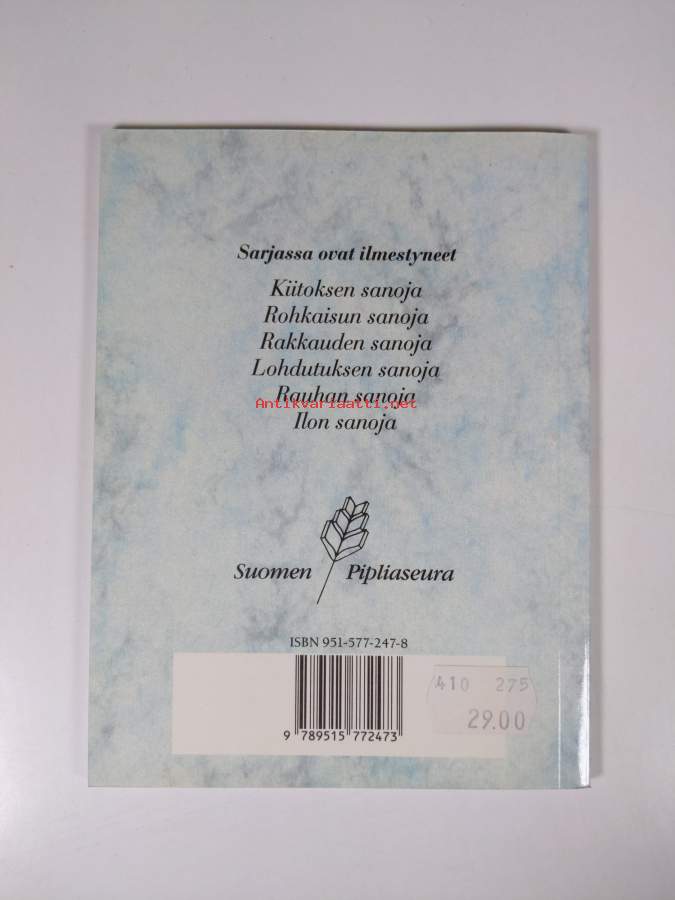 Sarjassa ovat ilmestyneet
Kiitoksen sanoja
Rohkaisun sanoja
Rakkauden sanoja
Lohdutuksen sanoja
Rauhan sanoja
Antikvariaatti.net
Ilon sanoja
Suomen Pipliaseura
ISBN 951-577-247-8
410 275
29.00
9 789515 772473